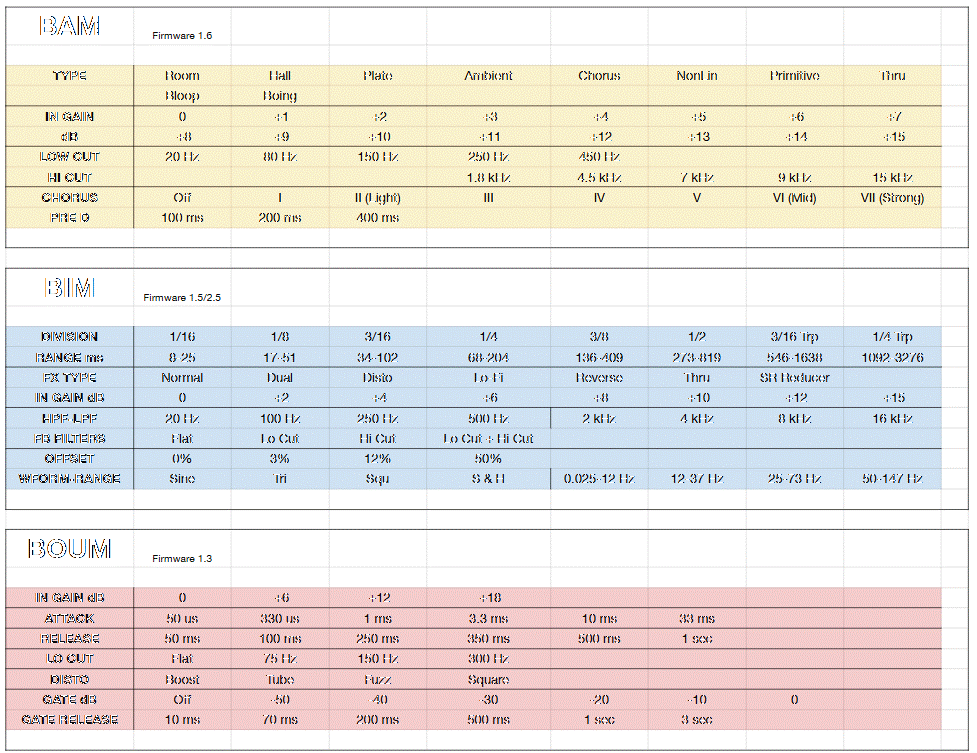 BAM Firmware 1.6
TYPE Room Hall Plate Ambient Chorus NonLin Primitive Thru
Bloop Boing
IN GAIN 0 +1 +2 +3 +4 +5 +6 +7
dB +8 +9 +10 +11 +12 +13 +14 +15
LOW CUT 20 Hz 80 Hz 150 Hz 250 Hz 450 Hz
HI CUT 1.8 kHz 4.5 kHz 7 kHz 9 kHz 15 kHz
CHORUS Off I II (Light) III IV V VI (Mid) VII (Strong)
PRE D 100 ms 200 ms 400 ms
BIM Firmware 1.5/2.5
DIVISION 1/16 1/8 3/16 1/4 3/8 1/2 3/16 Trp 1/4 Trp
RANGE ms 8-25 17-51 34-102 68-204 136-409 273-819 546-1638 1092-3276
FX TYPE Normal Dual Disto Lo Fi Reverse Thru SR Reducer
IN GAIN dB 0 +2 +4 +6 +8 +10 +12 +15
HPF-LPF 20 Hz 100 Hz 250 Hz 500 Hz 2 kHz 4 kHz 8 kHz 16 kHz
FB FILTERS Flat Lo Cut Hi Cut Lo Cut + Hi Cut
OFFSET 0% 3% 12% 50%
WFORM-RANGE Sine Tri Squ S & H 0.025-12 Hz 12-37 Hz 25-73 Hz 50-147 Hz
BOUM Firmware 1.3
IN GAIN dB 0 +6 +12 +18
ATTACK 50 us 330 us 1 ms 3.3 ms 10 ms 33 ms
RELEASE 50 ms 100 ms 250 ms 350 ms 500 ms 1 sec
LO CUT Flat 75 Hz 150 Hz 300 Hz
DISTO Boost Tube Fuzz Square
GATE dB Off -50 -40 -30 -20 -10 0
GATE RELEASE 10 ms 70 ms 200 ms 500 ms 1 sec 3 sec